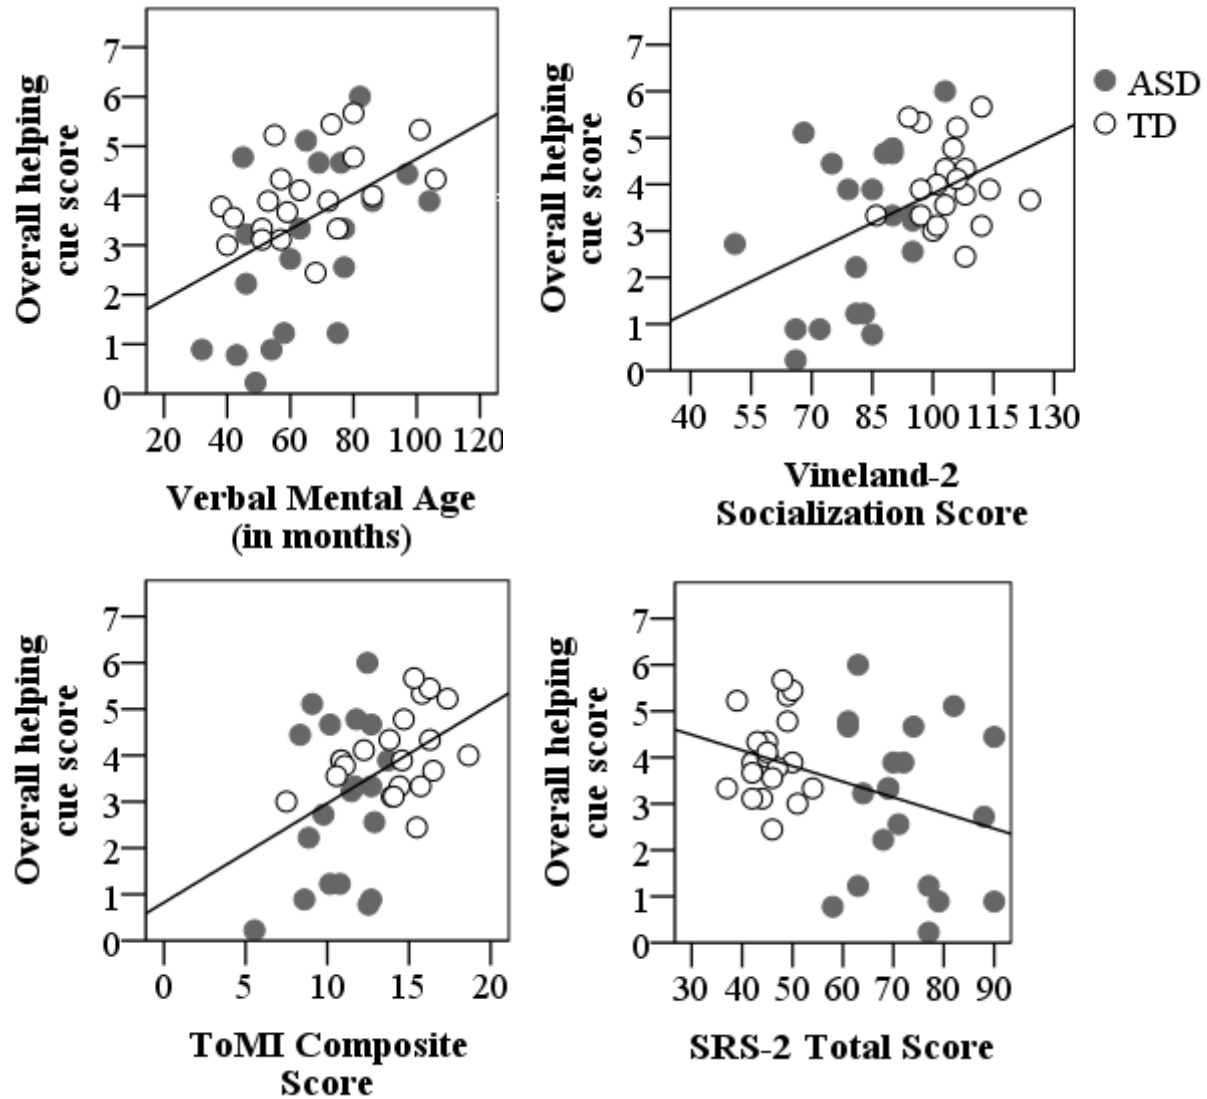 Overall helping
cue score
7
6
5
4
3
2
1
0
20 40 60 80 100 120
Verbal Mental Age
(in months)
Overall helping
cue score
7
6
5
4
3
2
1
0
40 55 70 85 100 115 130
Vineland-2
Socialization Score
ASD
TD
Overall helping
cue score
7
6
5
4
3
2
1
0
0 5 10 15 20
ToMI Composite
Score
Overall helping
cue score
7
6
5
4
3
2
1
0
30 40 50 60 70 80 90
SRS-2 Total Score